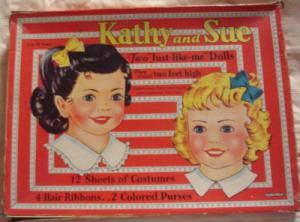 Kathy and Sue
Two "Just-like-me" Dolls
two feet high
12 Sheets of Costumes
4 Hair Ribbons . . 2 Colored Purses